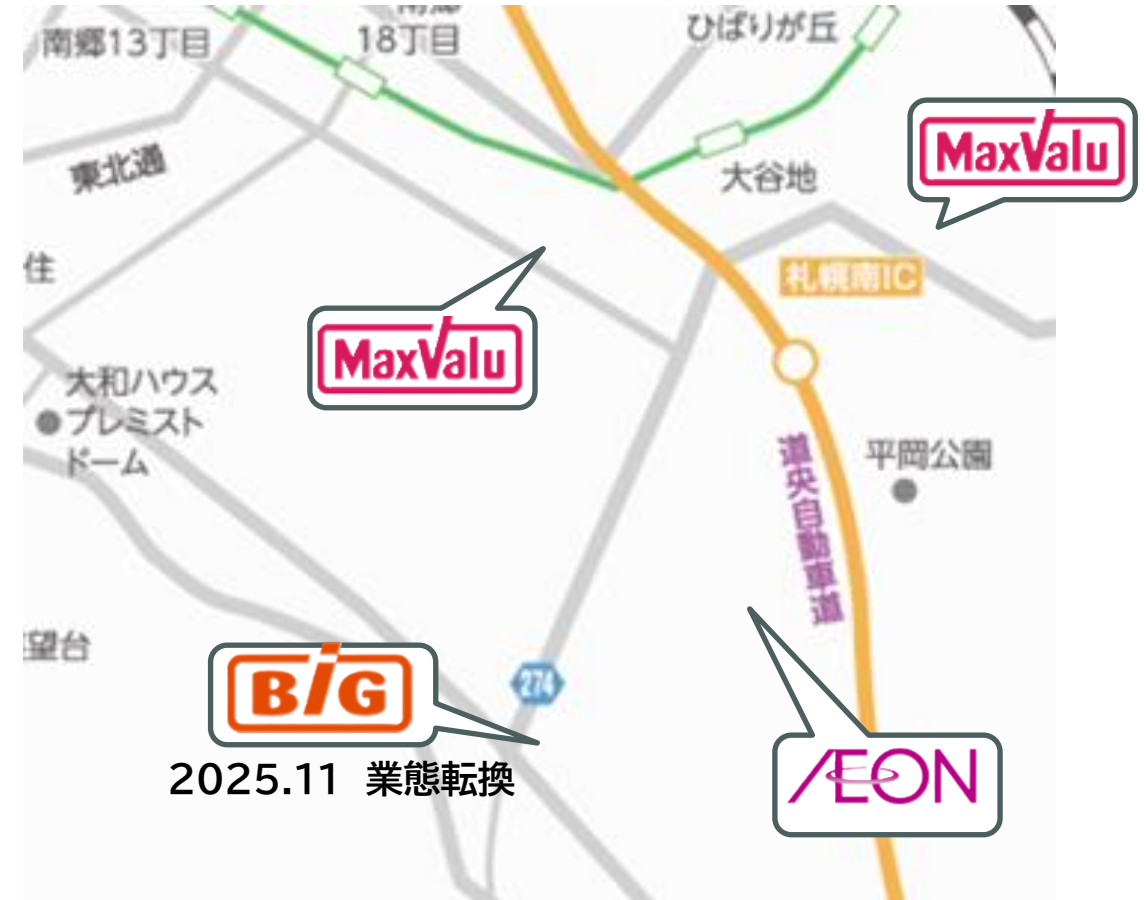 南郷
南郷13丁目
18丁目
ひばりが丘
MaxValu
東北通
大谷地
住
札幌南IC
MaxValu
大和ハウス
プレミスト
ドーム
道央自動車道
平岡公園
望台
BiG
274
2025.11 業態転換
ÆON